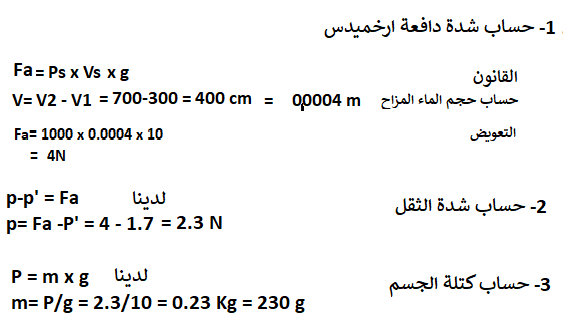 1- حساب شدة دافعة ارخميدس
القانون Fa = Ps x Vs x g
حساب حجم الماء المزاح V= V2 - V1 = 700-300 = 400 cm = 0,0004 m
التعويض Fa= 1000 x 0.0004 x 10
= 4N
2- حساب شدة الثقل
لدينا p-p' = Fa
p= Fa -P' = 4 - 1.7 = 2.3 N
3- حساب كتلة الجسم
لدينا P = m x g
m= P/g = 2.3/10 = 0.23 Kg = 230 g